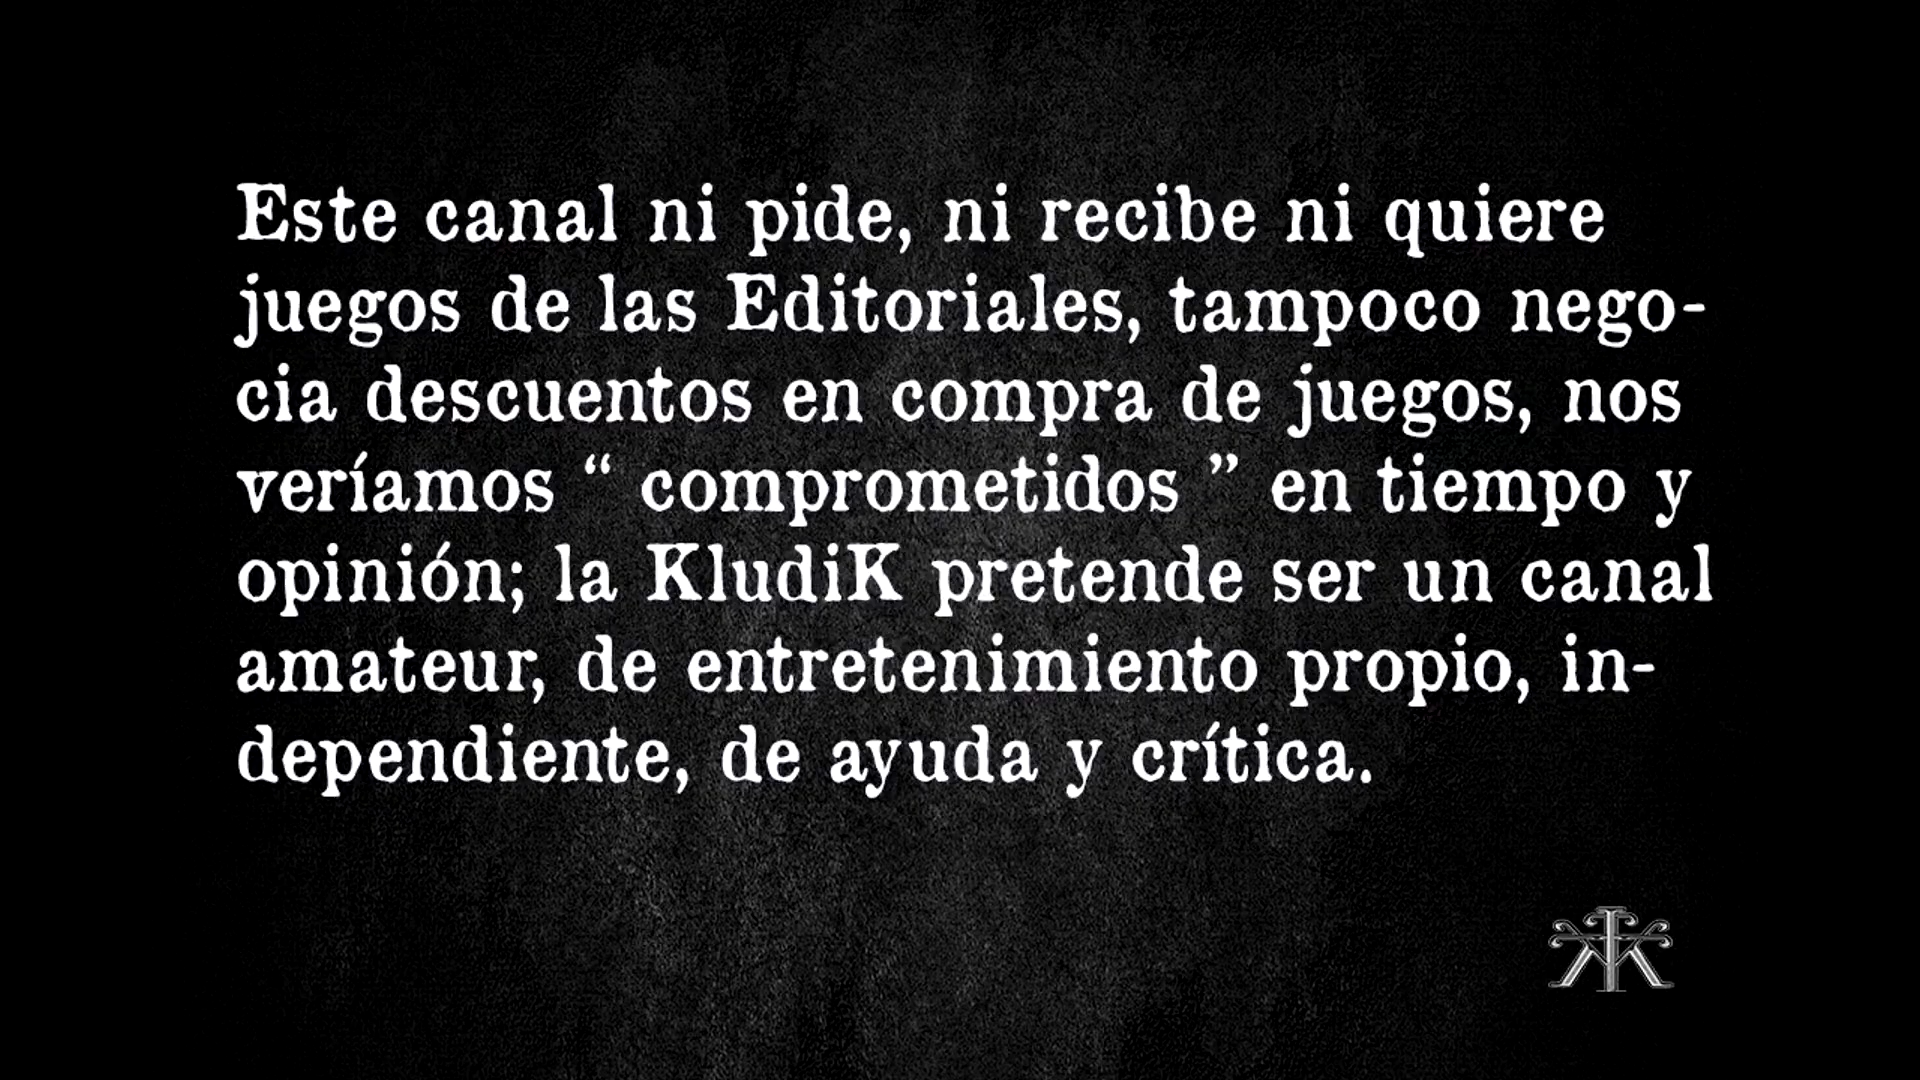 Este canal ni pide, ni recibe ni quiere
juegos de las Editoriales, tampoco nego-
cia descuentos en compra de juegos, nos
veríamos “ comprometidos ” en tiempo y
opinión; la KludiK pretende ser un canal
amateur, de entretenimiento propio, in-
dependiente, de ayuda y crítica.